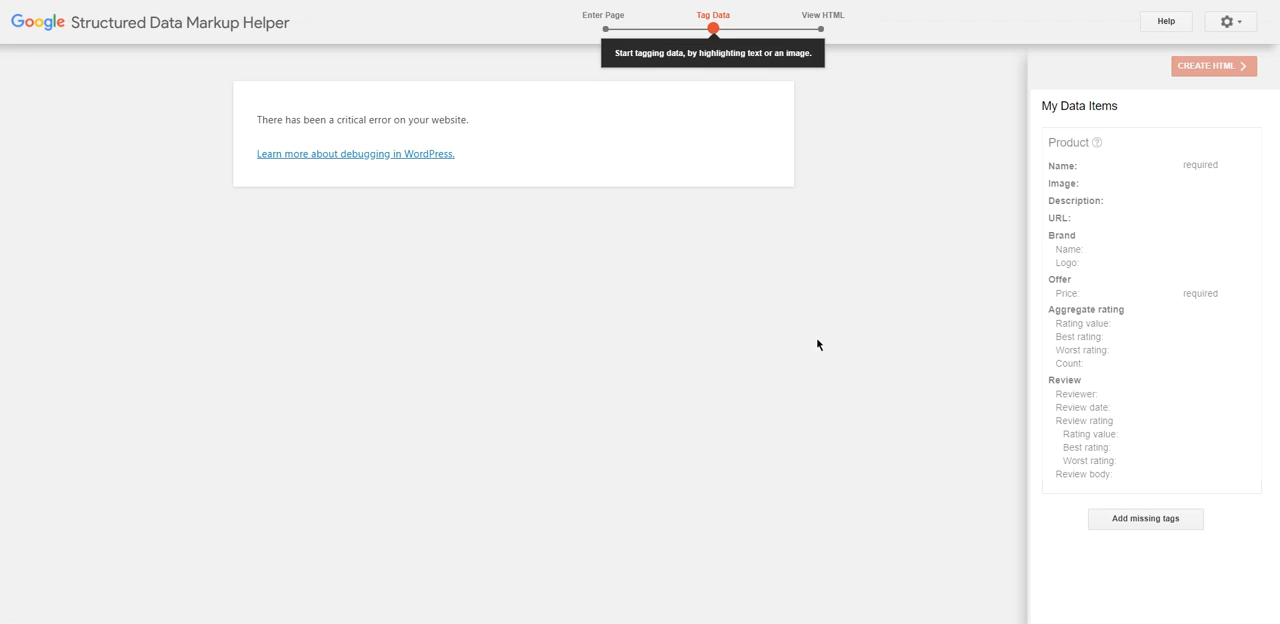 Google Structured Data Markup Helper
Enter Page
Tag Data
View HTML
Help
Start tagging data, by highlighting text or an image.
CREATE HTML
There has been a critical error on your website.
Learn more about debugging in WordPress.
My Data Items
Product
Name: required
Image:
Description:
URL:
Brand
Name:
Logo:
Offer
Price: required
Aggregate rating
Rating value:
Best rating:
Worst rating:
Count:
Review
Reviewer:
Review date:
Review rating
Rating value:
Best rating:
Worst rating:
Review body:
Add missing tags